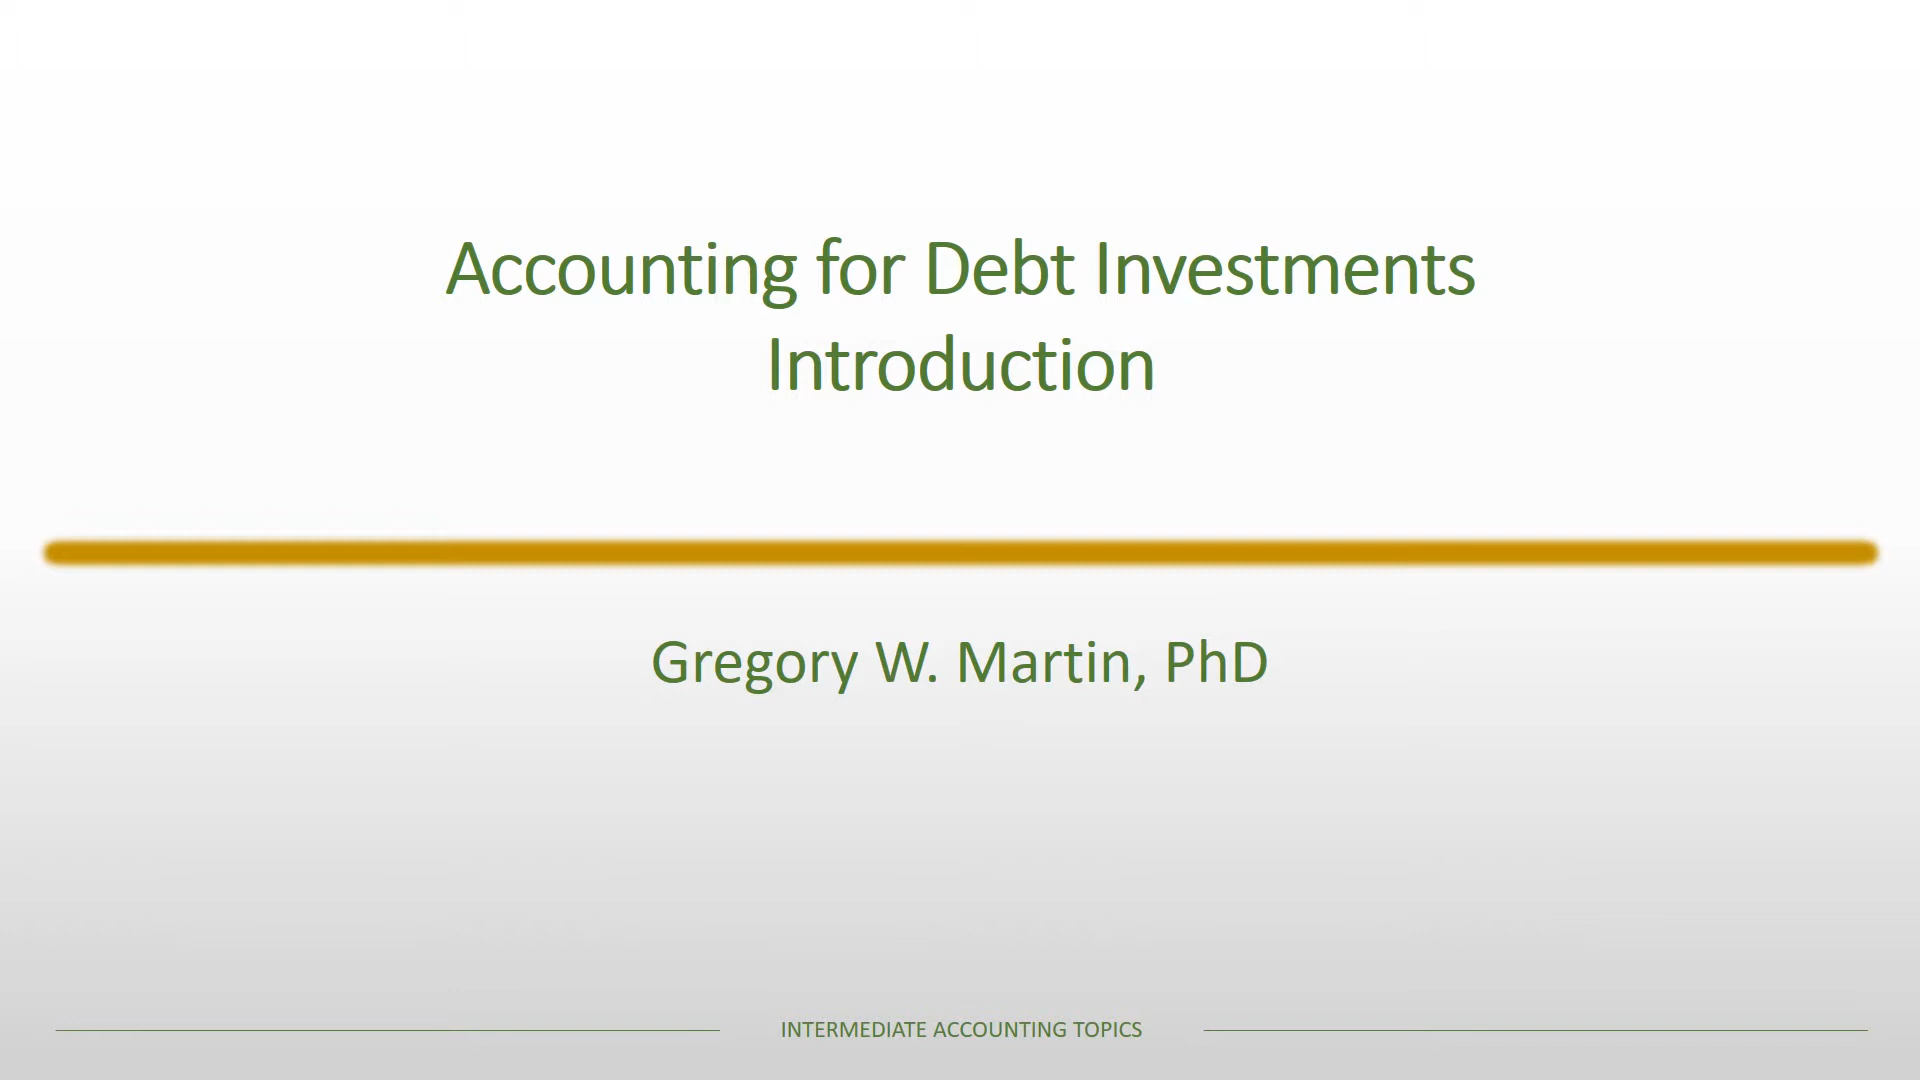 Accounting for Debt Investments
Introduction
Gregory W. Martin, PhD
INTERMEDIATE ACCOUNTING TOPICS